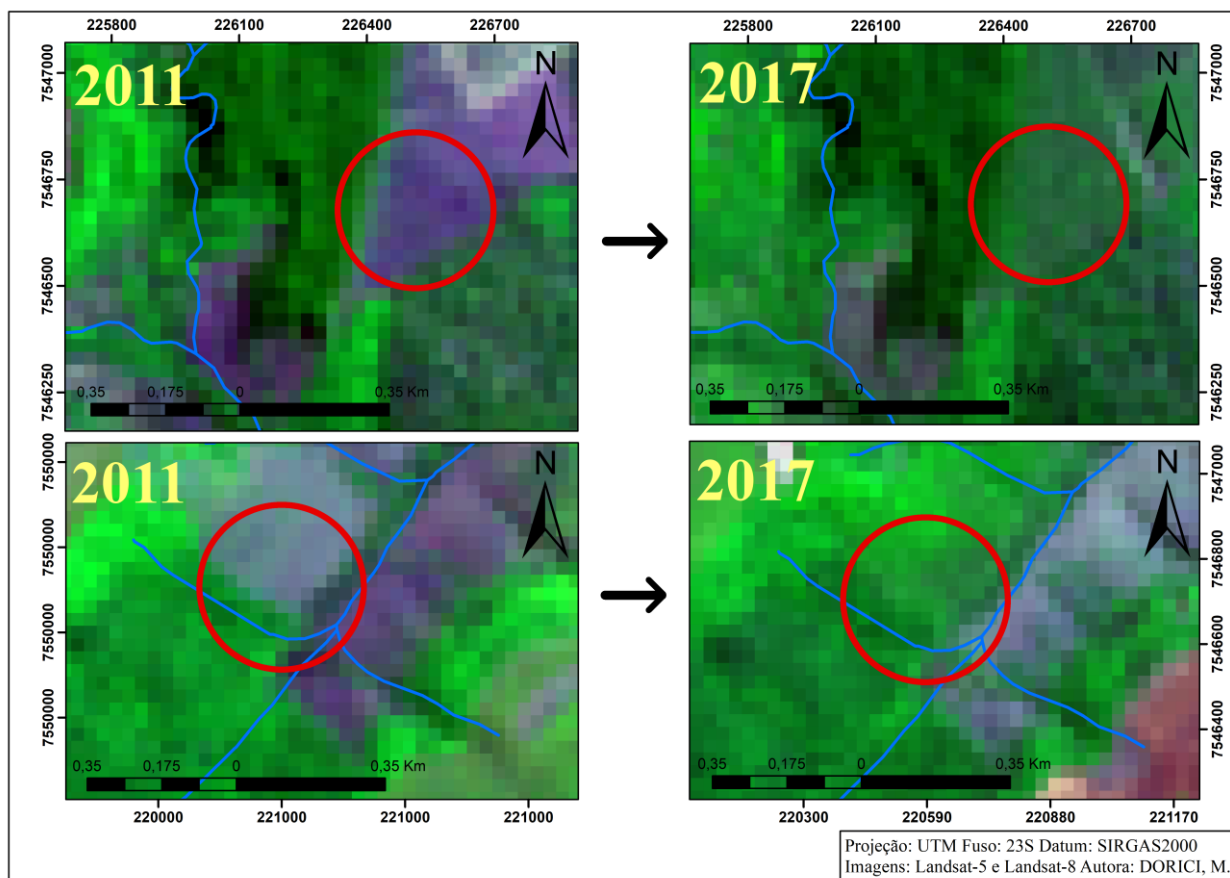 225800 226100 226400 226700
225800 226100 226400 226700
2011
N
7547000
7546750
7546500
7546250
0,35 0,175 0 0,35 Km
2017
N
7547000
7546750
7546500
7546250
0,35 0,175 0 0,35 Km
2011
N
7550000
7550000
7550000
7550000
0,35 0,175 0 0,35 Km
220000 221000 221000 221000
2017
N
7547000
7546800
7546600
7546400
0,35 0,175 0 0,35 Km
220300 220590 220880 221170
Projeção: UTM Fuso: 23S Datum: SIRGAS2000
Imagens: Landsat-5 e Landsat-8 Autora: DORICI, M.